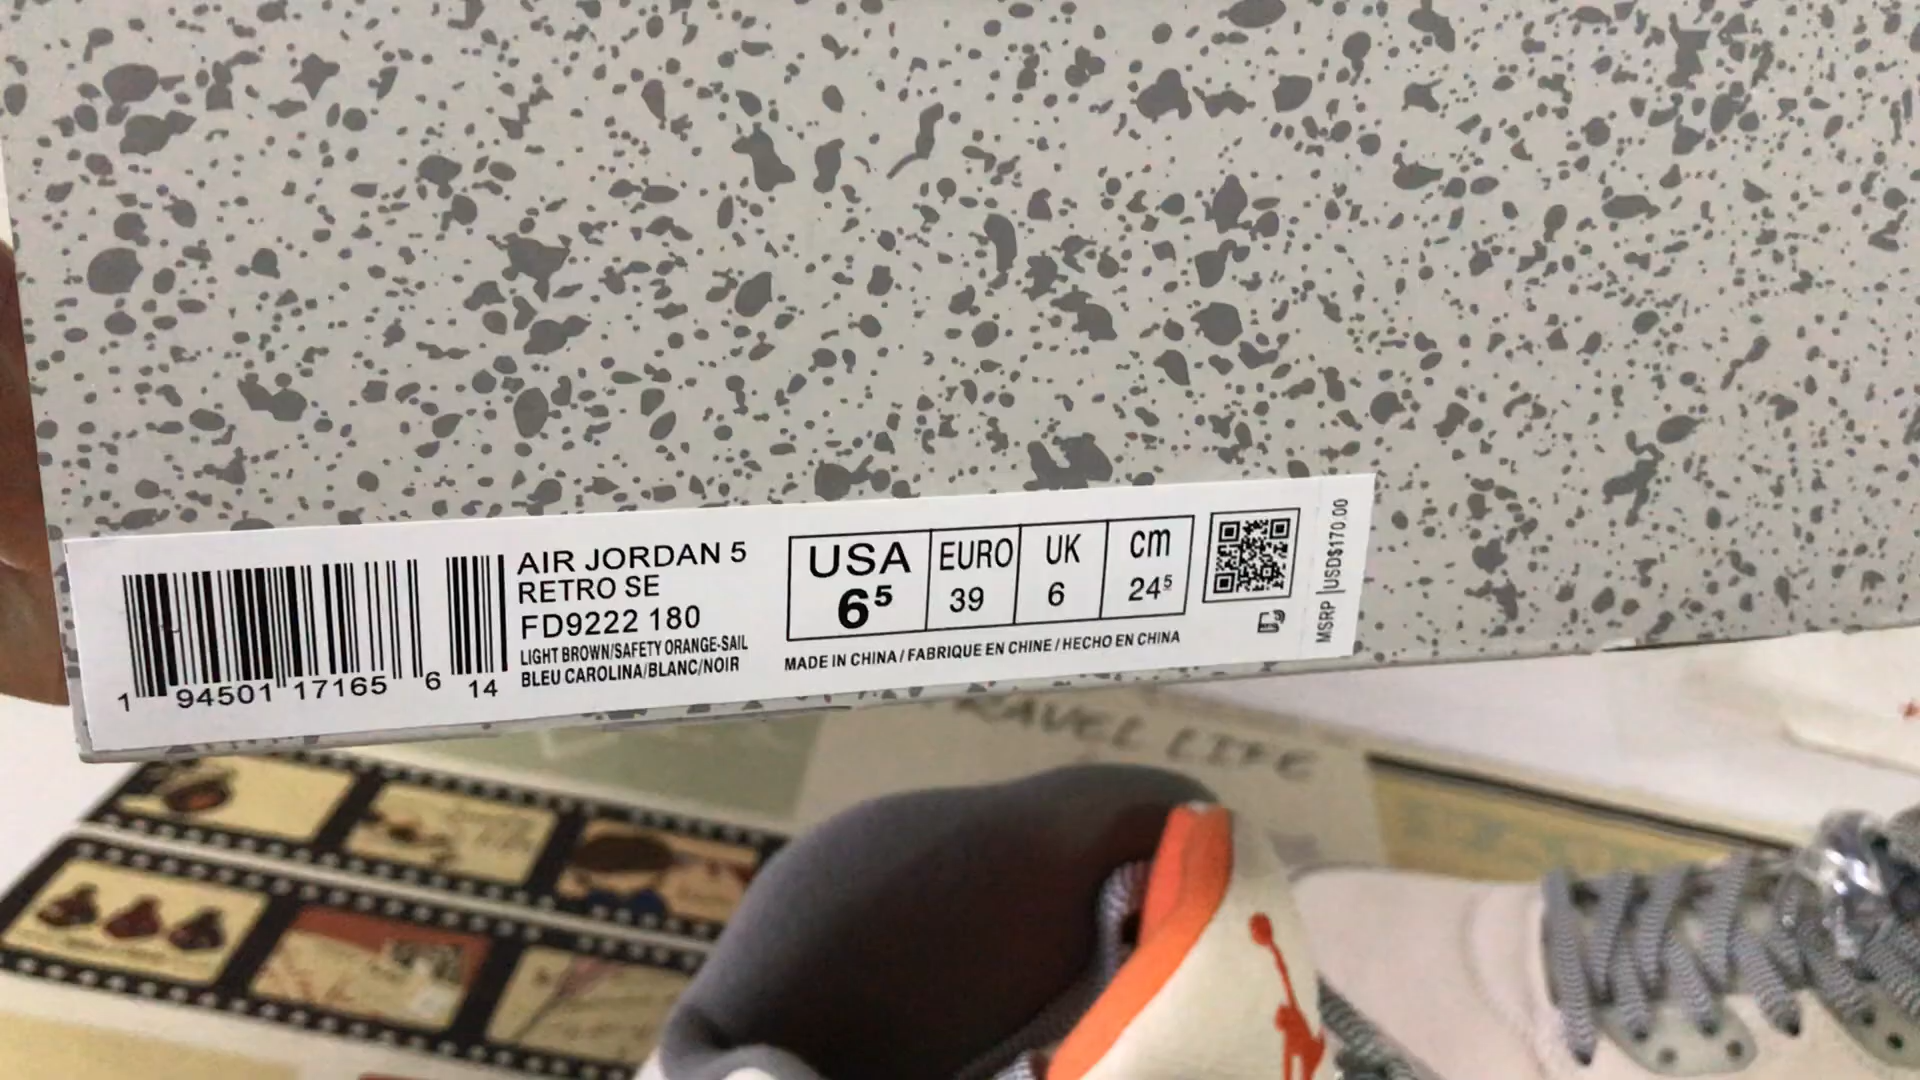 AIR JORDAN 5
RETRO SE
FD9222 180
LIGHT BROWN/SAFETY ORANGE-SAIL
BLEU CAROLINA/BLANC/NOIR
1 94501 17165 6 14
USA EURO UK cm
6⁵ 39 6 24⁵
MADE IN CHINA / FABRIQUE EN CHINE / HECHO EN CHINA
MSRP USD$170.00
TRAVEL LIFE